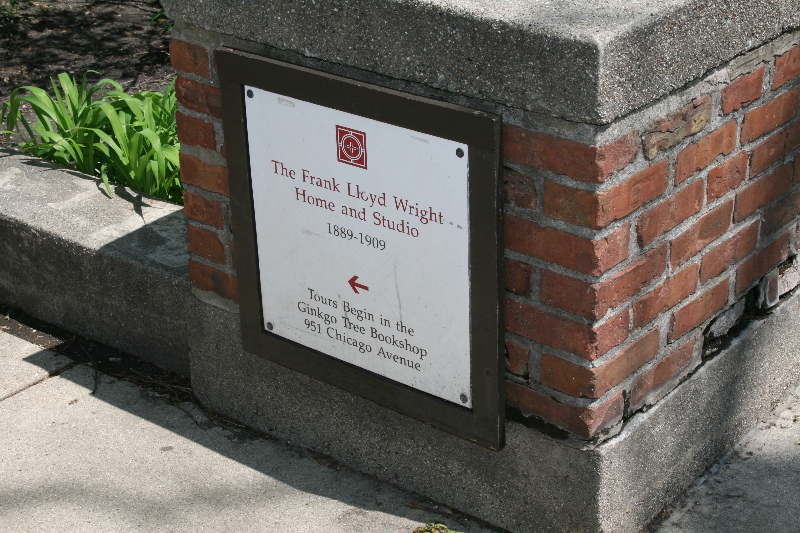 The Frank Lloyd Wright
Home and Studio
1889-1909
Tours Begin in the
Ginkgo Tree Bookshop
951 Chicago Avenue